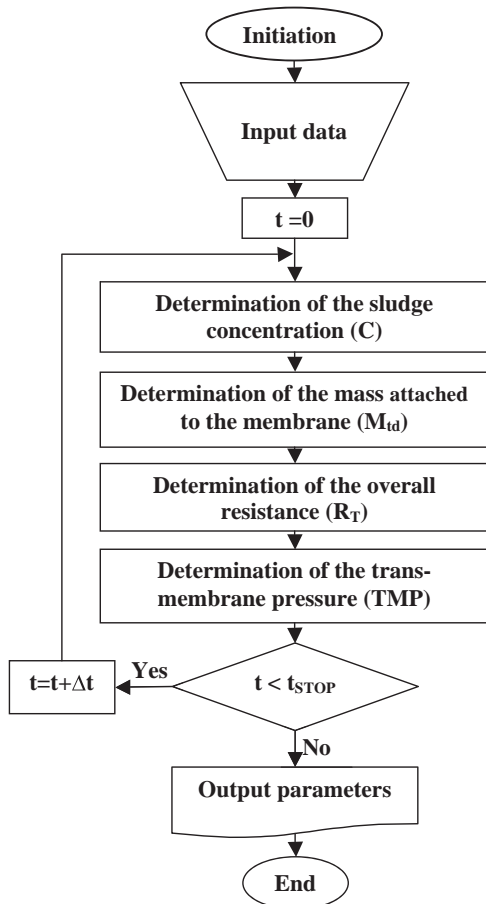 Initiation
Input data
t =0
Determination of the sludge
concentration (C)
Determination of the mass attached
to the membrane (Mtd)
Determination of the overall
resistance (RT)
Determination of the trans-
membrane pressure (TMP)
t=t+Δt
Yes
t < tSTOP
No
Output parameters
End